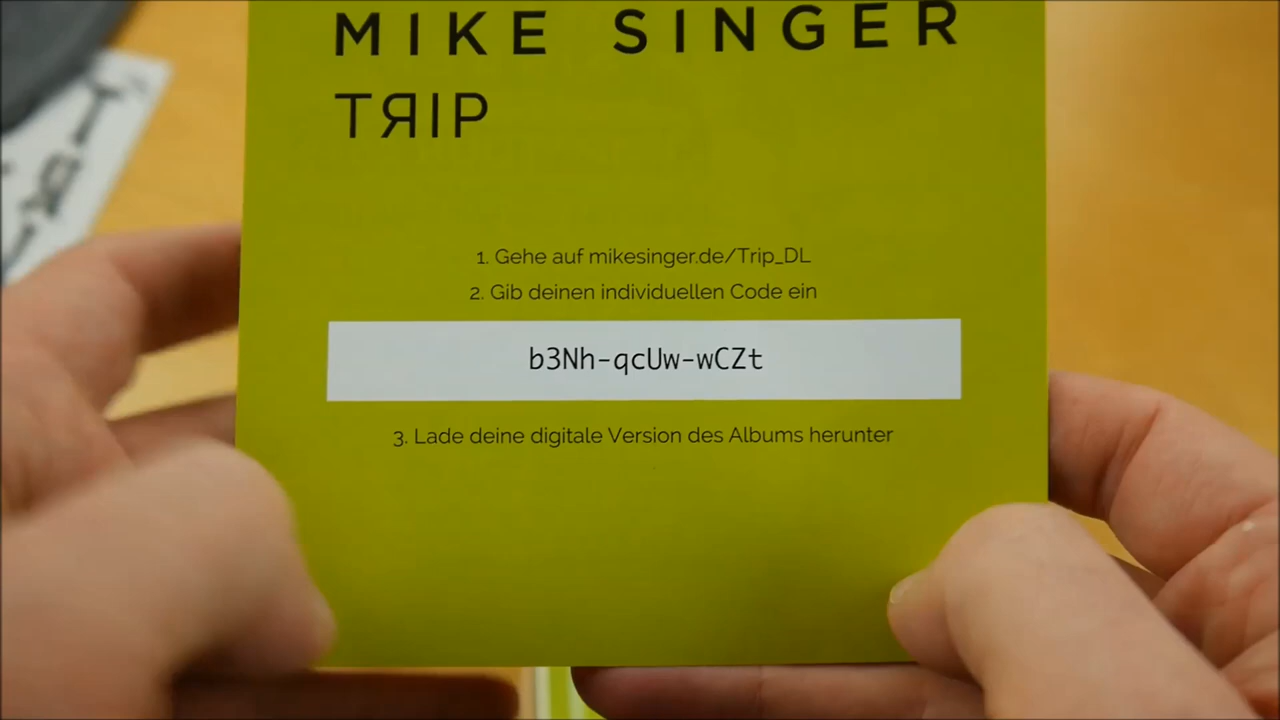 MIKE SINGER
TЯIP
1. Gehe auf mikesinger.de/Trip_DL
2. Gib deinen individuellen Code ein
b3Nh-qcUw-wCZt
3. Lade deine digitale Version des Albums herunter